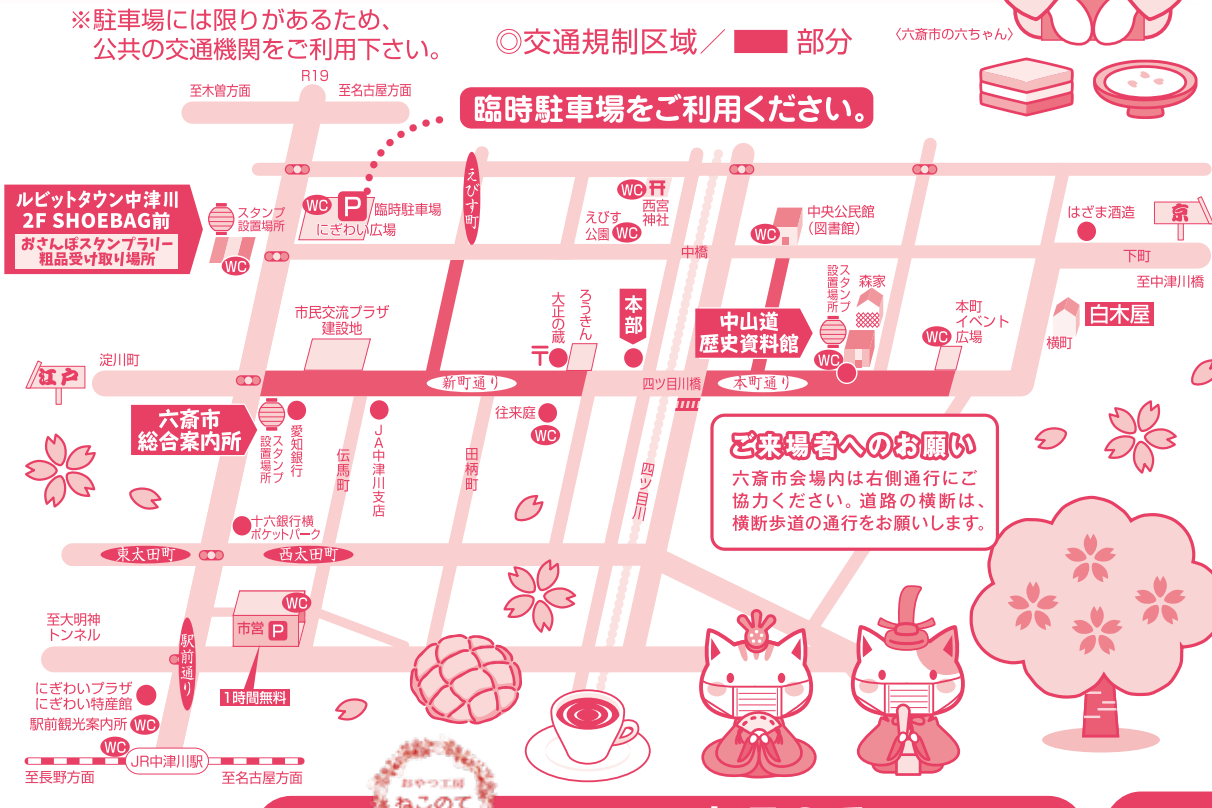 ※駐車場には限りがあるため、
公共の交通機関をご利用下さい。
◎交通規制区域／ 部分
〈六斎市の六ちゃん〉
R19
至木曽方面
至名古屋方面
臨時駐車場をご利用ください。
ルビットタウン中津川
2F SHOEBAG前
おさんぽスタンプラリー
粗品受け取り場所
スタンプ
設置場所
WC
WC
P
臨時駐車場
にぎわい広場
えびす町
WC
西宮
神社
えびす
公園
WC
中橋
WC
中央公民館
（図書館）
はざま酒造
京
下町
至中津川橋
市民交流プラザ
建設地
大正の蔵
ろうきん
〒
本部
中山道
歴史資料館
スタンプ
設置場所
森家
WC
本町
イベント
広場
WC
白木屋
横町
淀川町
江戸
新町通り
四ツ目川橋
本町通り
六斎市
総合案内所
スタンプ
設置場所
愛知銀行
伝馬町
JA中津川支店
田柄町
往来庭
WC
四ツ目川
ご来場者へのお願い
六斎市会場内は右側通行にご
協力ください。道路の横断は、
横断歩道の通行をお願いします。
十六銀行横
ポケットパーク
東太田町
西太田町
至大明神
トンネル
WC
市営 P
1時間無料
駅前通り
にぎわいプラザ
にぎわい特産館
駅前観光案内所 WC
WC
JR中津川駅
至長野方面
至名古屋方面
おやつ工房
ねこのて